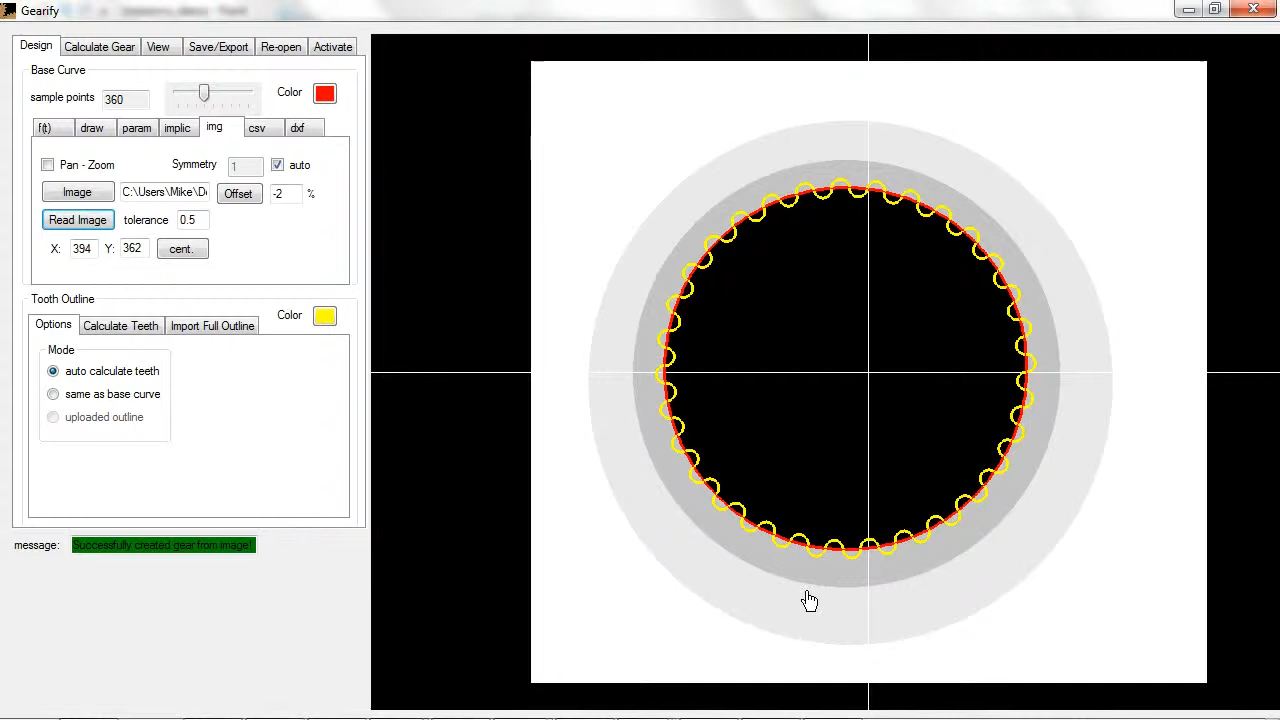 Gearify
Design Calculate Gear View Save/Export Re-open Activate
Base Curve
sample points 360 Color
f(t) draw param implic img csv dxf
Pan - Zoom Symmetry 1 auto
Image C:\Users\Mike\De Offset -2 %
tolerance 0.5
X: 394 Y: 362 cent.
Tooth Outline
Options Calculate Teeth Import Full Outline Color
Mode
auto calculate teeth
same as base curve
uploaded outline
message: Successfully created gear from image!